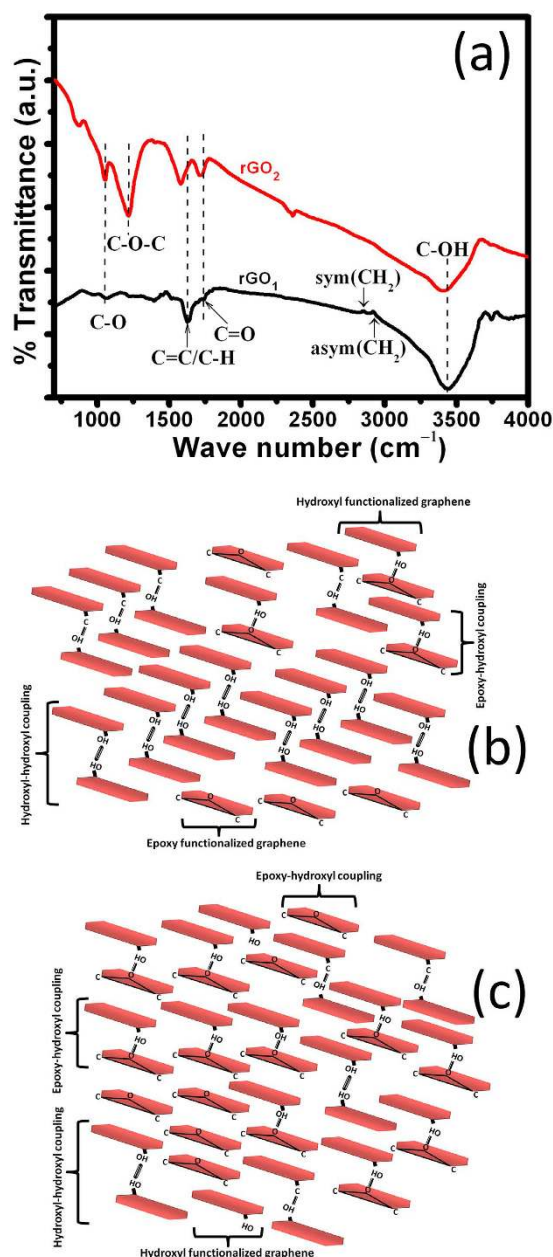 (a)
% Transmittance (a.u.)
rGO₂
C-O-C
C-OH
rGO₁
sym(CH₂)
C-O
C=O
asym(CH₂)
C=C/C-H
1000 1500 2000 2500 3000 3500 4000
Wave number (cm⁻¹)
Hydroxyl functionalized graphene
Epoxy-hydroxyl coupling
Hydroxyl-hydroxyl coupling
(b)
Epoxy functionalized graphene
Epoxy-hydroxyl coupling
(c)
Epoxy-hydroxyl coupling
Hydroxyl-hydroxyl coupling
Hydroxyl functionalized graphene